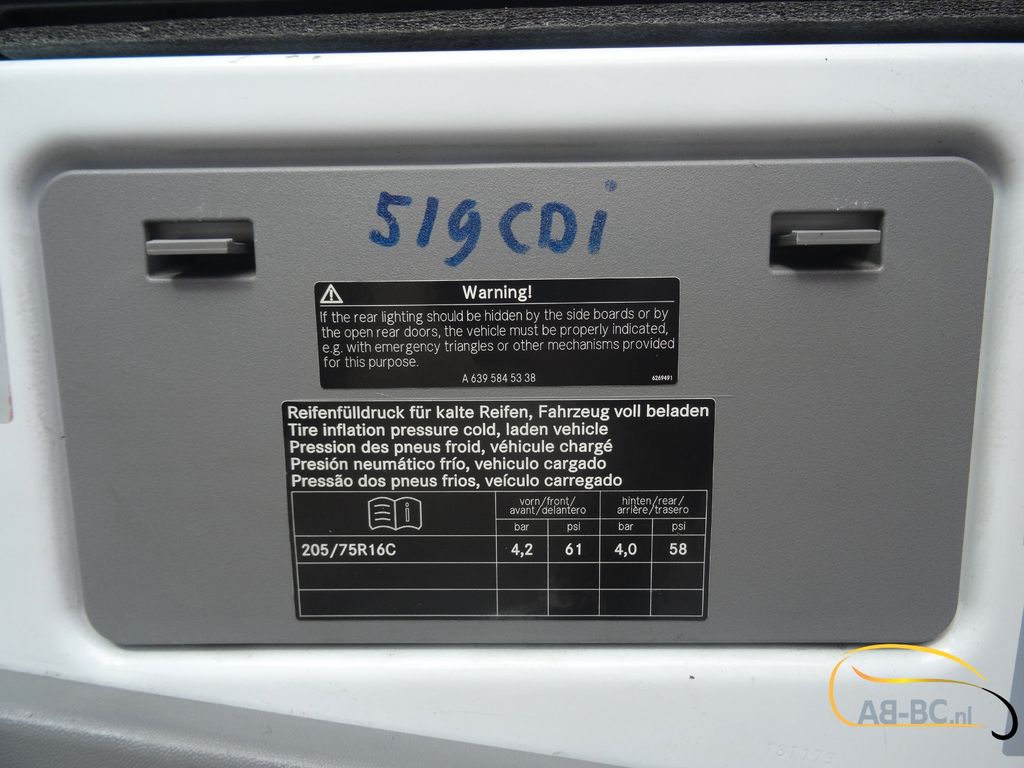 519 CDi
Warning!
If the rear lighting should be hidden by the side boards or by
the open rear doors, the vehicle must be properly indicated,
e.g. with emergency triangles or other mechanisms provided
for this purpose.
A 639 584 53 38 6269491
Reifenfülldruck für kalte Reifen, Fahrzeug voll beladen
Tire inflation pressure cold, laden vehicle
Pression des pneus froid, véhicule chargé
Presión neumático frío, vehiculo cargado
Pressão dos pneus frios, veículo carregado
vorn/front/ hinten/rear/
avant/delantero arrière/trasero
bar psi bar psi
205/75R16C 4,2 61 4,0 58
AB-BC.nl